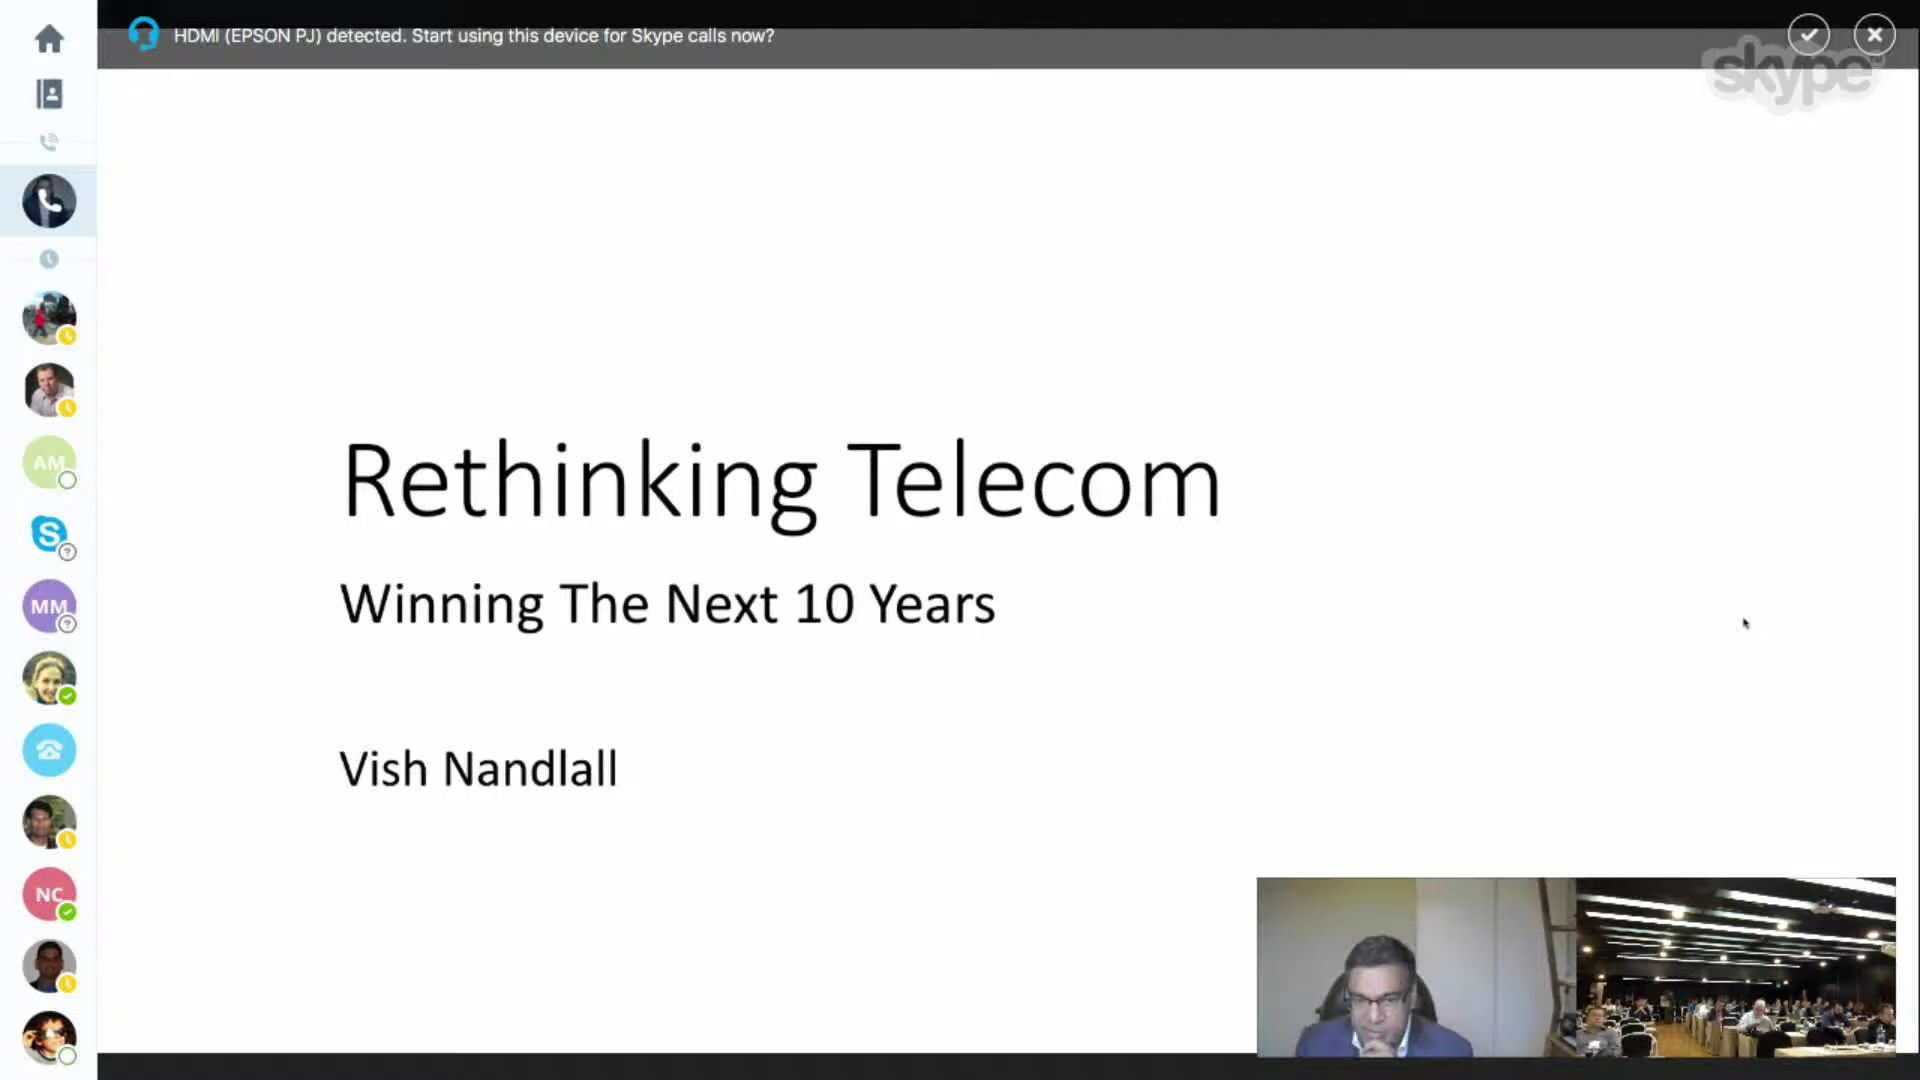 HDMI (EPSON PJ) detected. Start using this device for Skype calls now?
skype
Rethinking Telecom
Winning The Next 10 Years
Vish Nandlall
AM
S
MM
NC